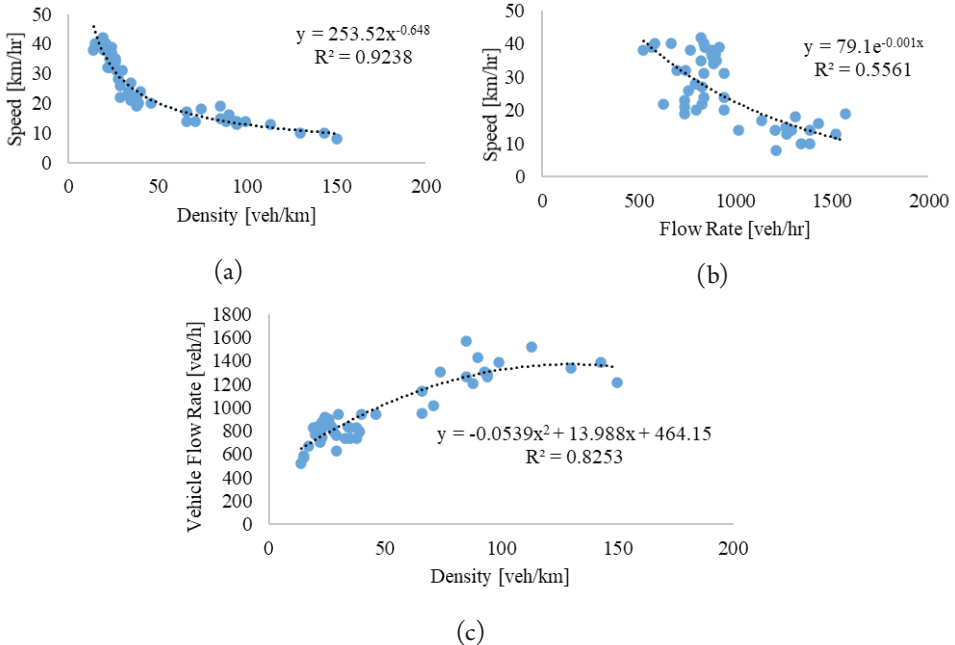 50
40
30
20
10
0
Speed [km/hr]
y = 253.52x^-0.648
R² = 0.9238
0 50 100 150 200
Density [veh/km]
(a)
50
40
30
20
10
0
Speed [km/hr]
y = 79.1e^-0.001x
R² = 0.5561
0 500 1000 1500 2000
Flow Rate [veh/hr]
(b)
1800
1600
1400
1200
1000
800
600
400
200
0
Vehicle Flow Rate [veh/h]
y = -0.0539x² + 13.988x + 464.15
R² = 0.8253
0 50 100 150 200
Density [veh/km]
(c)